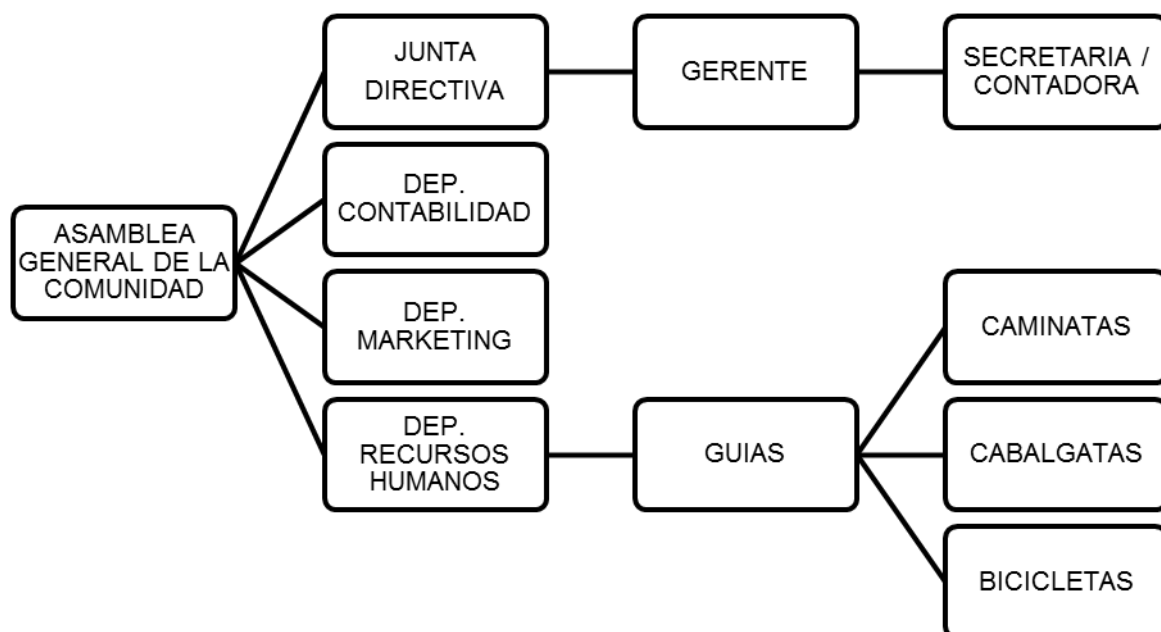 JUNTA
DIRECTIVA
GERENTE
SECRETARIA /
CONTADORA
DEP.
CONTABILIDAD
ASAMBLEA
GENERAL DE LA
COMUNIDAD
DEP.
MARKETING
DEP.
RECURSOS
HUMANOS
GUIAS
CAMINATAS
CABALGATAS
BICICLETAS